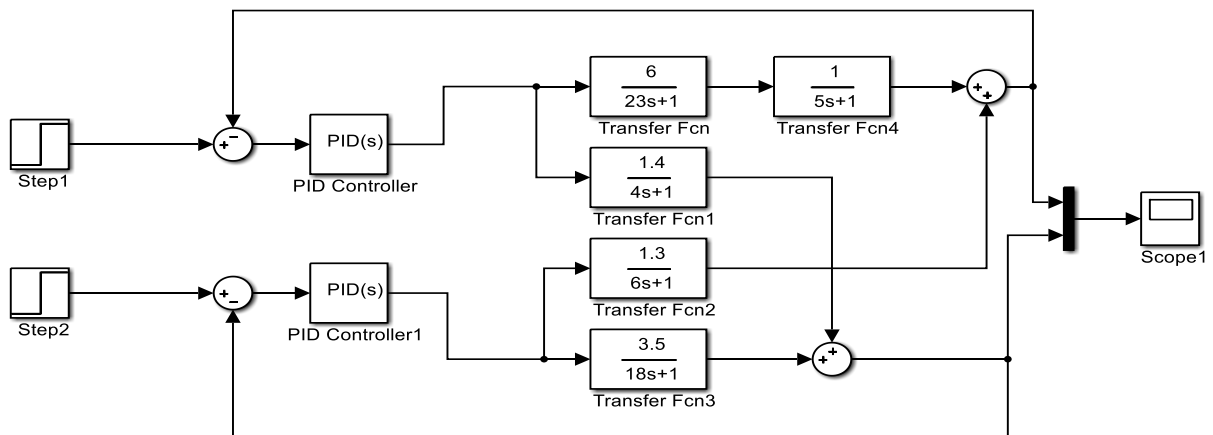 6
23s+1
Transfer Fcn
1
5s+1
Transfer Fcn4
+
+
+ −
PID(s)
PID Controller
Step1
1.4
4s+1
Transfer Fcn1
Scope1
1.3
6s+1
Transfer Fcn2
+ −
PID(s)
PID Controller1
Step2
3.5
18s+1
Transfer Fcn3
+ +